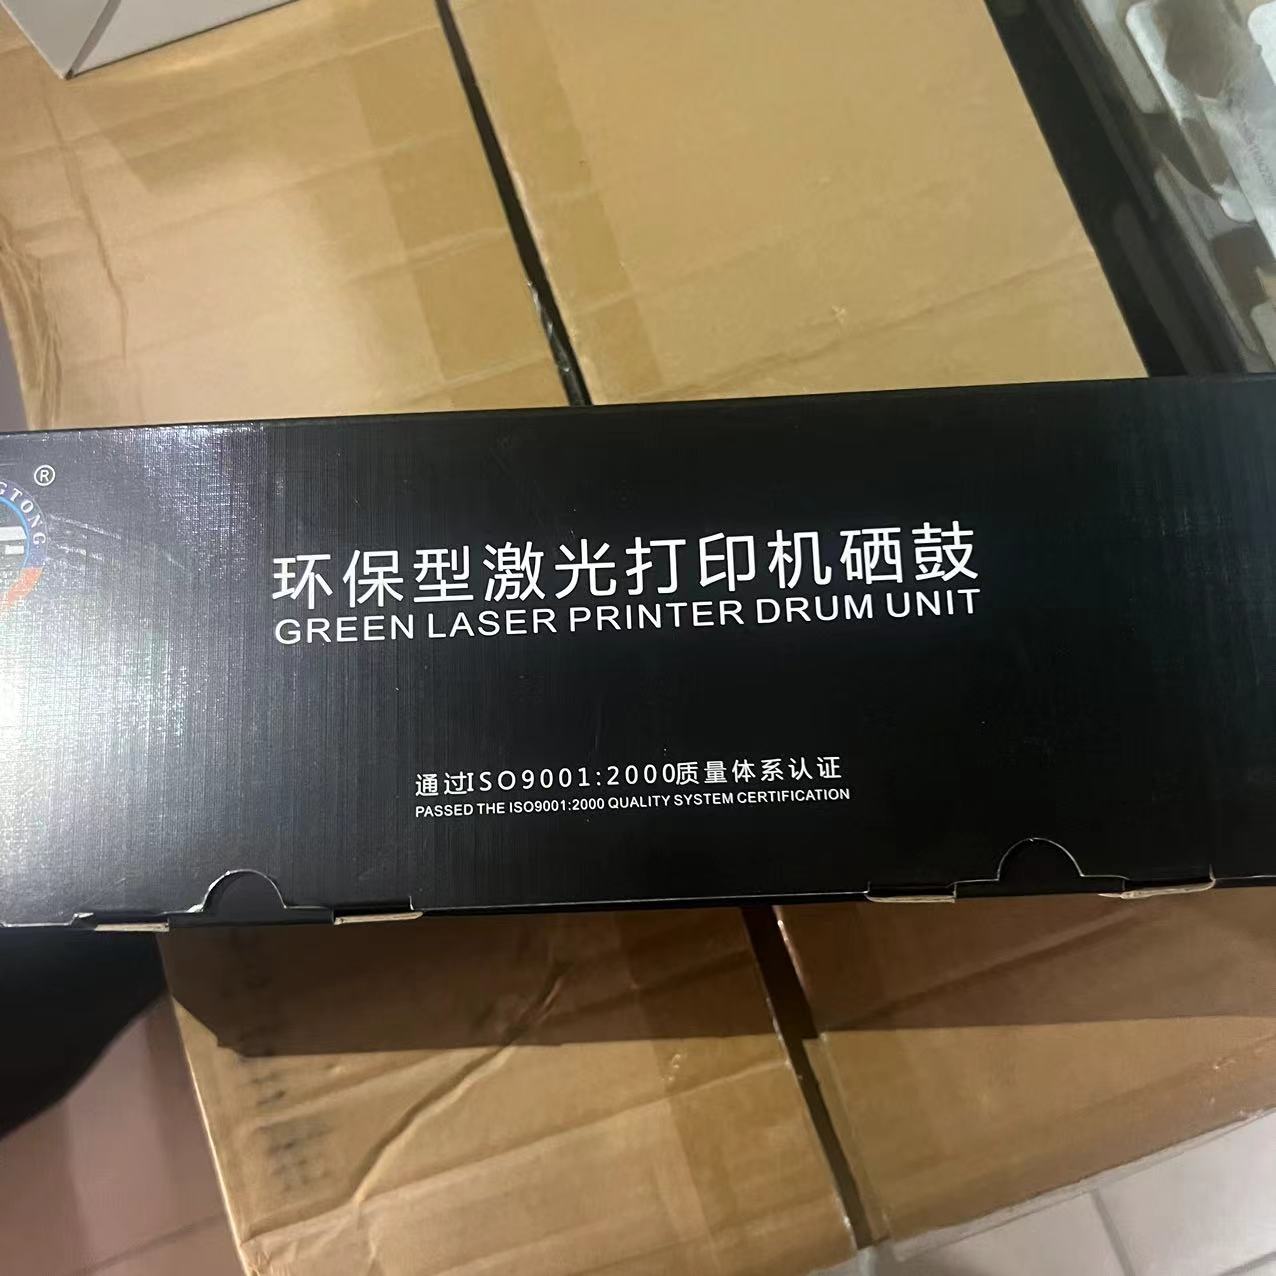 ®
GTONG
环保型激光打印机硒鼓
GREEN LASER PRINTER DRUM UNIT
通过ISO9001:2000质量体系认证
PASSED THE ISO9001:2000 QUALITY SYSTEM CERTIFICATION